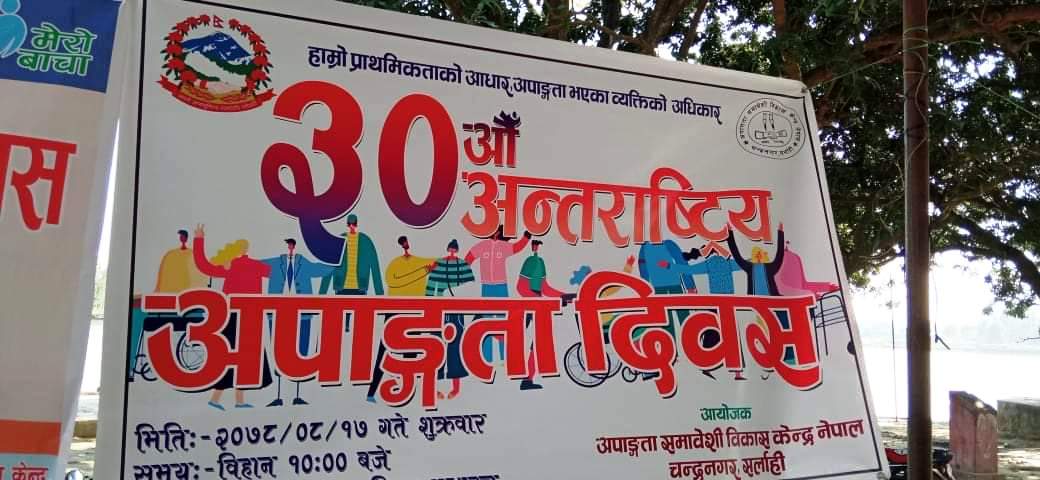 मेरो
बाचा
हाम्रो प्राथमिकताको आधार, अपाङ्गता भएका व्यक्तिको अधिकार
३०औँ
अन्तराष्ट्रिय
अपाङ्गता दिवस
मिति:-२०७८/०८/१७ गते शुक्रवार
समय:-विहान १०:०० बजे
आयोजक
अपाङ्गता समावेशी विकास केन्द्र नेपाल
चन्द्रनगर, सर्लाही
केन्द्र